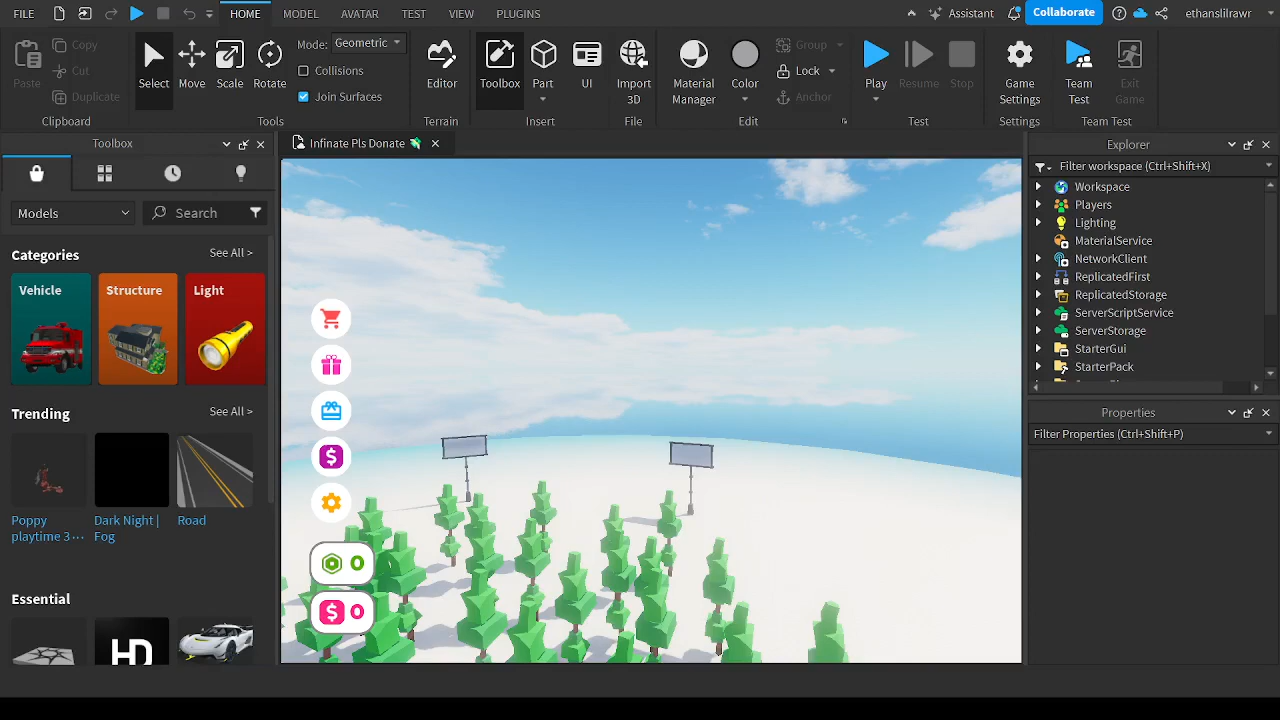 FILE
HOME
MODEL
AVATAR
TEST
VIEW
PLUGINS
Assistant
Collaborate
ethanslilrawr
Paste
Copy
Cut
Duplicate
Clipboard
Select
Move
Scale
Rotate
Mode: Geometric
Collisions
Join Surfaces
Tools
Editor
Terrain
Toolbox
Part
UI
Insert
Import
3D
File
Material
Manager
Color
Group
Lock
Anchor
Edit
Play
Resume
Stop
Test
Game
Settings
Settings
Team
Test
Exit
Game
Team Test
Toolbox
Models
Search
Categories
See All >
Vehicle
Structure
Light
Trending
See All >
Poppy
playtime 3...
Dark Night |
Fog
Road
Essential
HD
Infinate Pls Donate
$
0
$ 0
Explorer
Filter workspace (Ctrl+Shift+X)
Workspace
Players
Lighting
MaterialService
NetworkClient
ReplicatedFirst
ReplicatedStorage
ServerScriptService
ServerStorage
StarterGui
StarterPack
Properties
Filter Properties (Ctrl+Shift+P)